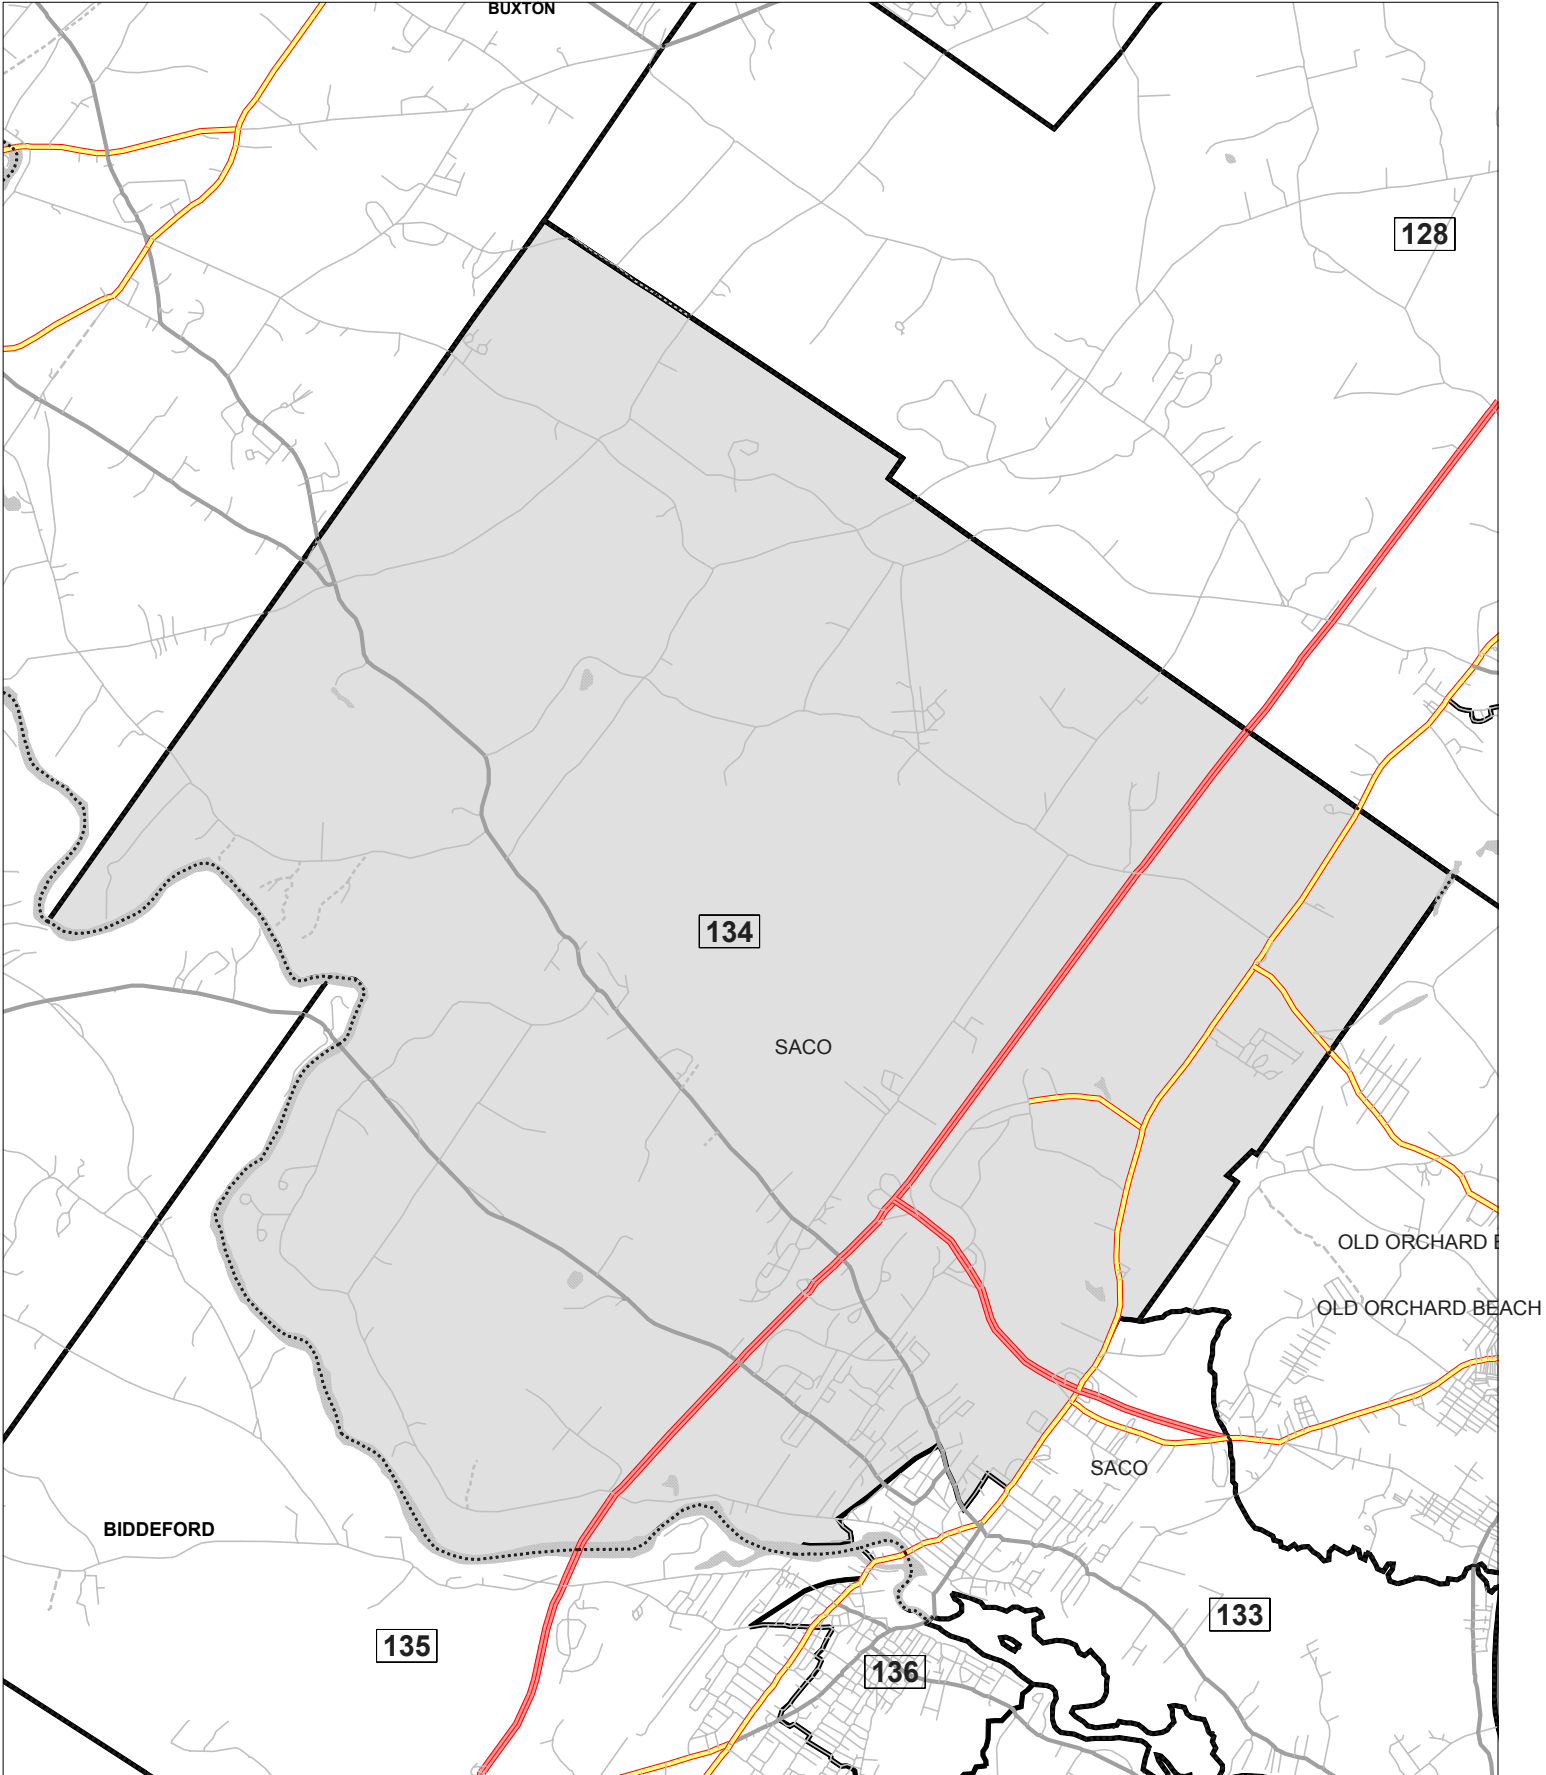 BUXTON
128
134
SACO
OLD ORCHARD B
OLD ORCHARD BEACH
SACO
BIDDEFORD
133
135
136